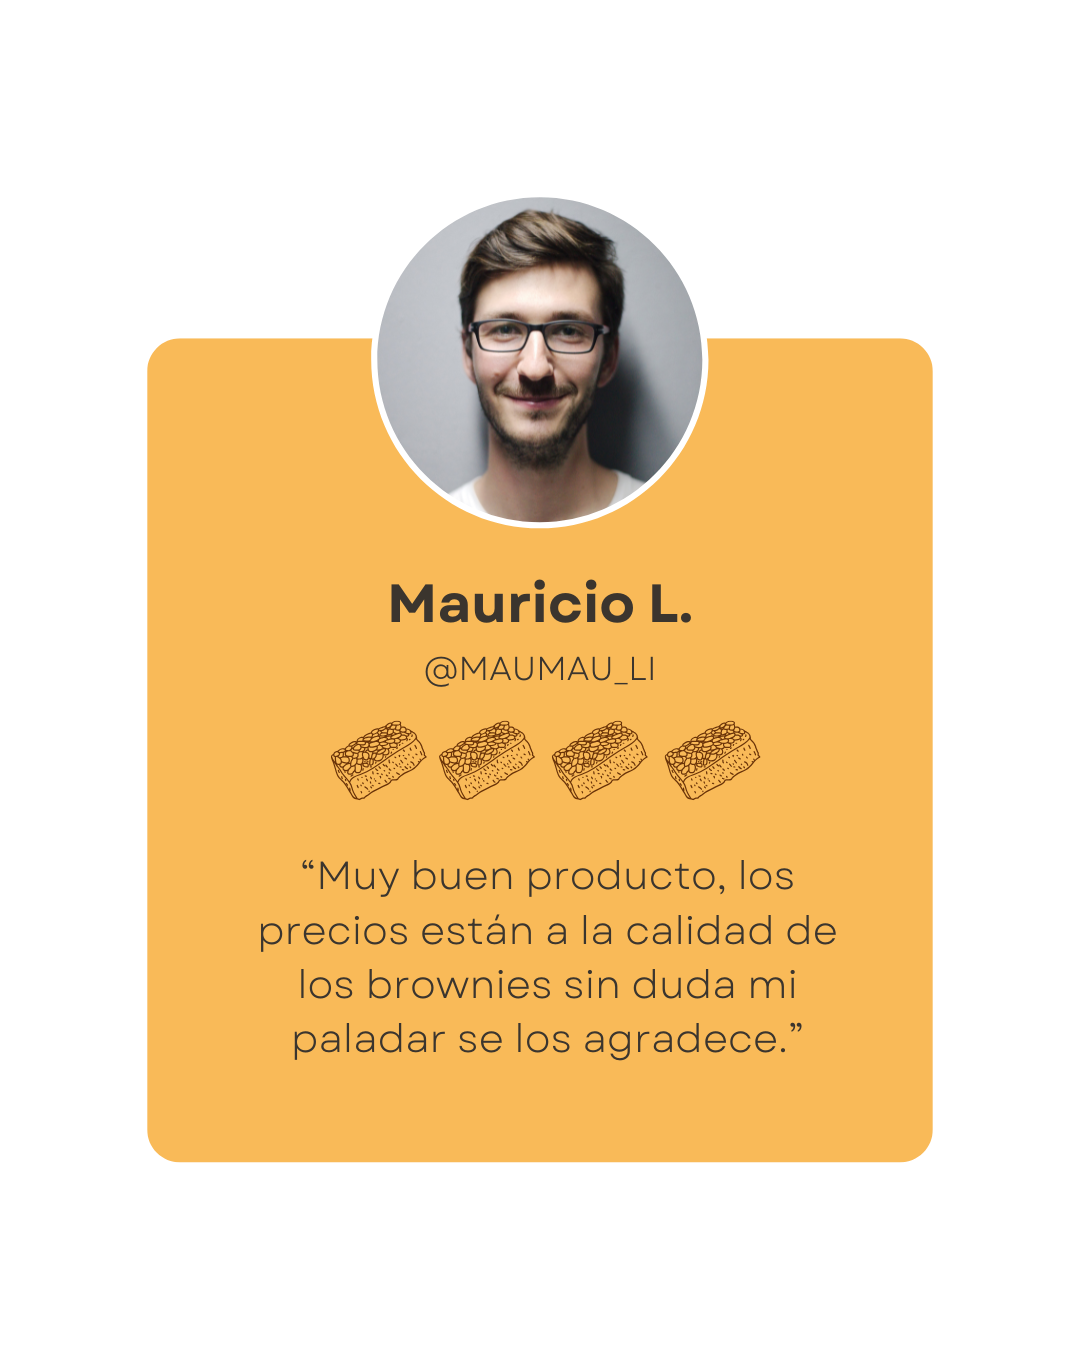 Mauricio L.
@MAUMAU_LI
“Muy buen producto, los
precios están a la calidad de
los brownies sin duda mi
paladar se los agradece.”